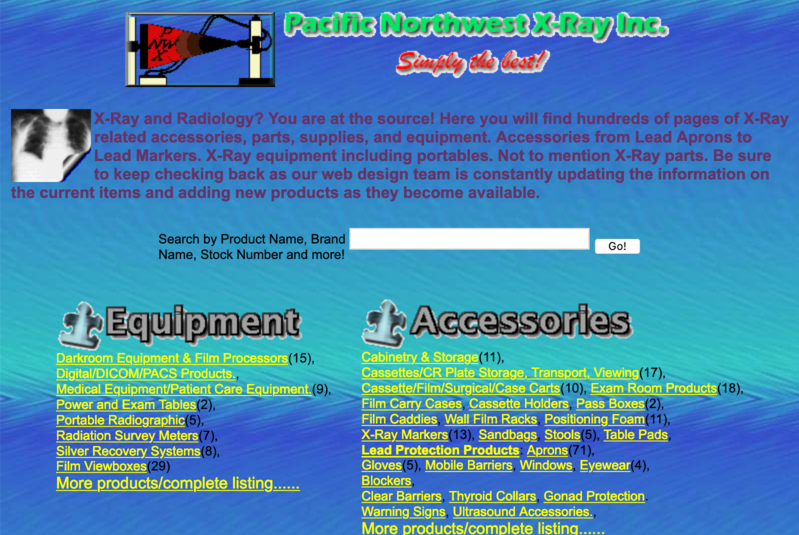 Pacific Northwest X-Ray Inc.
P
NW
X
Simply the best!
X-Ray and Radiology? You are at the source! Here you will find hundreds of pages of X-Ray
related accessories, parts, supplies, and equipment. Accessories from Lead Aprons to
Lead Markers. X-Ray equipment including portables. Not to mention X-Ray parts. Be sure
to keep checking back as our web design team is constantly updating the information on
the current items and adding new products as they become available.
Search by Product Name, Brand
Name, Stock Number and more!
Go!
Equipment
Darkroom Equipment & Film Processors(15),
Digital/DICOM/PACS Products.,
Medical Equipment/Patient Care Equipment (9),
Power and Exam Tables(2),
Portable Radiographic(5),
Radiation Survey Meters(7),
Silver Recovery Systems(8),
Film Viewboxes(29)
More products/complete listing......
Accessories
Cabinetry & Storage(11),
Cassettes/CR Plate Storage, Transport, Viewing(17),
Cassette/Film/Surgical/Case Carts(10), Exam Room Products(18),
Film Carry Cases, Cassette Holders, Pass Boxes(2),
Film Caddies, Wall Film Racks, Positioning Foam(11),
X-Ray Markers(13), Sandbags, Stools(5), Table Pads,
Lead Protection Products: Aprons(71),
Gloves(5), Mobile Barriers, Windows, Eyewear(4),
Blockers,
Clear Barriers, Thyroid Collars, Gonad Protection.
Warning Signs, Ultrasound Accessories.,
More products/complete listing......